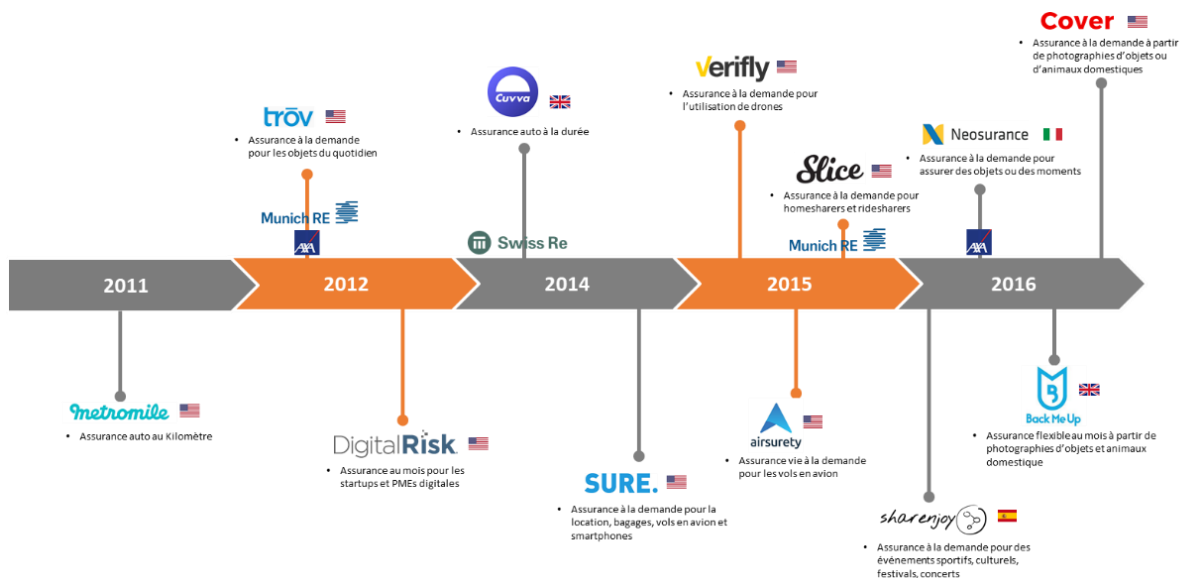 Cover
Assurance à la demande à partir
de photographies d'objets ou
d'animaux domestiques
verifly
Assurance à la demande pour
l'utilisation de drones
Cuvva
Assurance auto à la durée
trōv
Assurance à la demande
pour les objets du quotidien
Neosurance
Assurance à la demande pour
assurer des objets ou des moments
Slice
Assurance à la demande pour
homesharers et ridesharers
Munich RE
AXA
Swiss Re
Munich RE
AXA
2011
2012
2014
2015
2016
metromile
Assurance auto au Kilomètre
DigitalRisk
Assurance au mois pour les
startups et PMEs digitales
SURE.
Assurance à la demande pour la
location, bagages, vols en avion et
smartphones
airsurety
Assurance vie à la demande
pour les vols en avion
Back Me Up
Assurance flexible au mois à partir de
photographies d'objets et animaux
domestique
sharenjoy
Assurance à la demande pour des
événements sportifs, culturels,
festivals, concerts